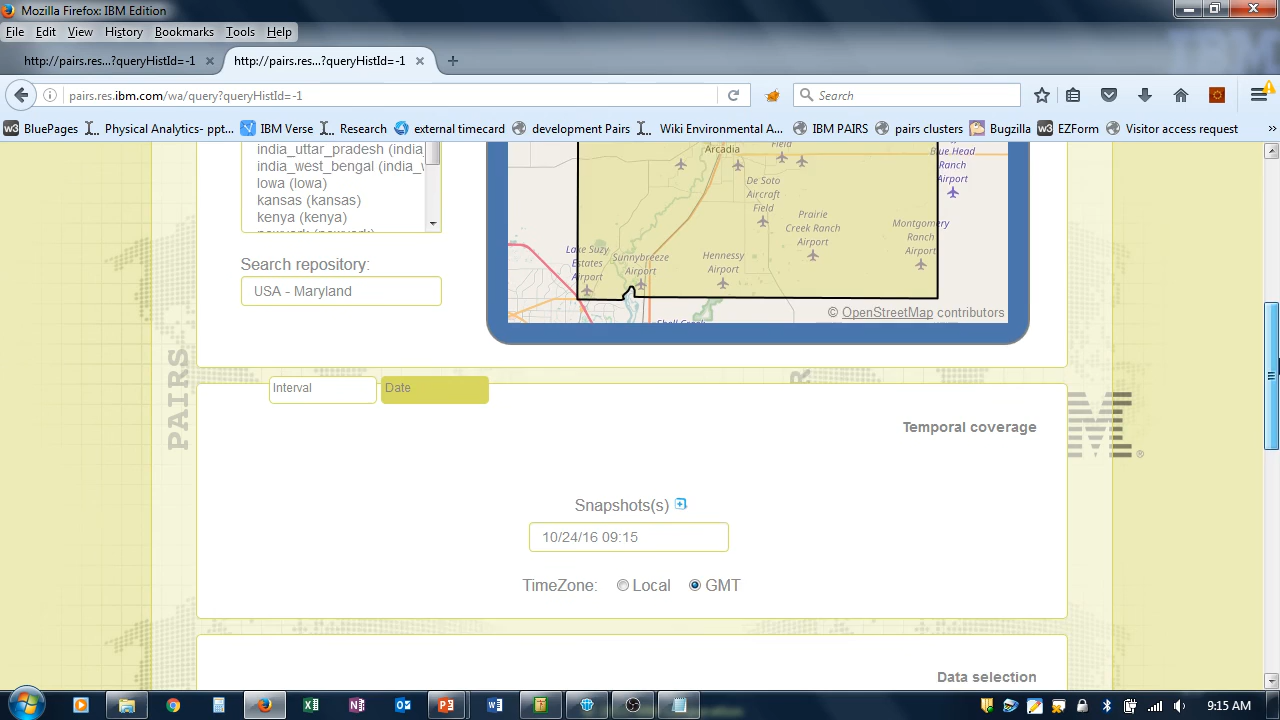 Mozilla Firefox: IBM Edition
File Edit View History Bookmarks Tools Help
http://pairs.res...?queryHistId=-1
http://pairs.res...?queryHistId=-1
pairs.res.ibm.com/wa/query?queryHistId=-1
Search
BluePages Physical Analytics- ppt... IBM Verse Research external timecard development Pairs Wiki Environmental A... IBM PAIRS pairs clusters Bugzilla EZForm Visitor access request
india_uttar_pradesh (india
india_west_bengal (india_w
Iowa (Iowa)
kansas (kansas)
kenya (kenya)
Search repository:
USA - Maryland
Arcadia
Field
Blue Head
Ranch
Airport
De Soto
Aircraft
Field
Prairie
Creek Ranch
Airport
Montgomery
Ranch
Airport
Lake Suzy
Estates
Airport
Sunnybreeze
Airport
Hennessy
Airport
© OpenStreetMap contributors
PAIRS
Interval
Date
Temporal coverage
Snapshots(s)
10/24/16 09:15
TimeZone: Local GMT
Data selection
9:15 AM